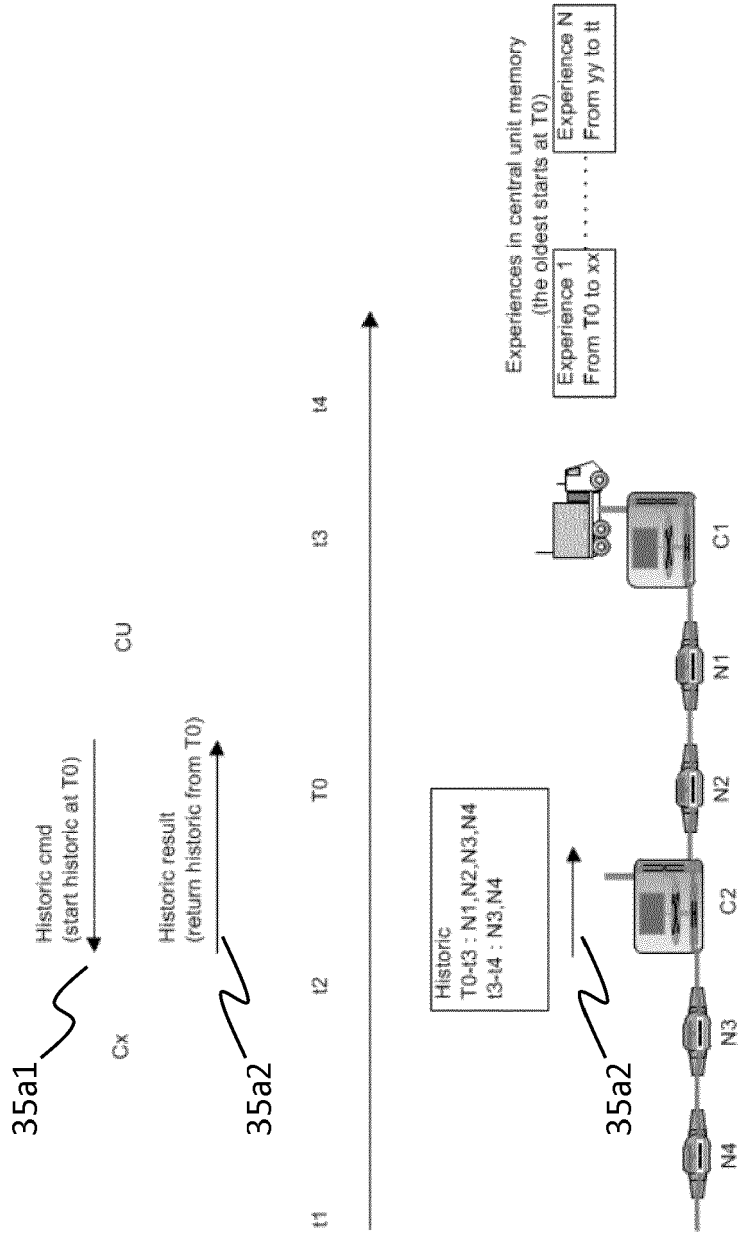 35a1
Historic cmd
(start historic at T0)
Cx
CU
Historic result
(return historic from T0)
35a2
t1
t2
T0
t3
t4
Historic
T0-t3 : N1,N2,N3,N4
t3-t4 : N3,N4
35a2
Experiences in central unit memory
(the oldest starts at T0)
Experience 1
From T0 to xx
Experience N
From yy to tt
N4
N3
C2
N2
N1
C1